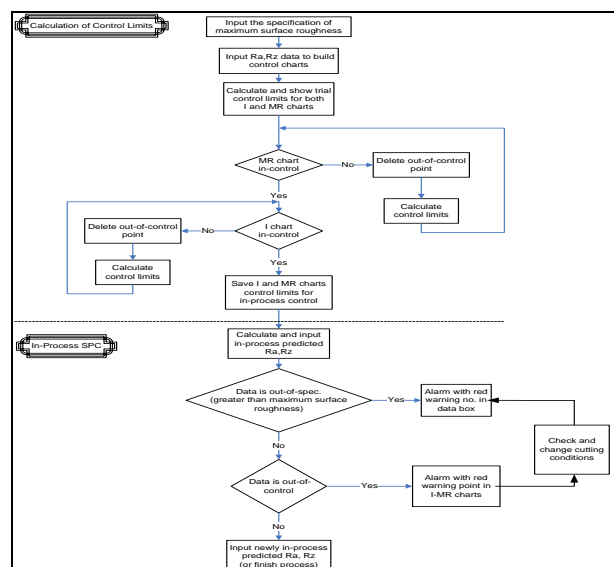 Calculation of Control Limits
Input the specification of
maximum surface roughness
Input Ra,Rz data to build
control charts
Calculate and show trial
control limits for both
I and MR charts
MR chart
in-control
No
Delete out-of-control
point
Calculate
control limits
Yes
I chart
in-control
No
Delete out-of-control
point
Calculate
control limits
Yes
Save I and MR charts
control limits for
in-process control
In-Process SPC
Calculate and input
in-process predicted
Ra,Rz
Data is out-of-spec.
(greater than maximum surface
roughness)
Yes
Alarm with red
warning no. in
data box
Check and
change cutting
conditions
No
Data is out-of-
control
Yes
Alarm with red
warning point in
I-MR charts
No
Input newly in-process
predicted Ra, Rz
(or finish process)